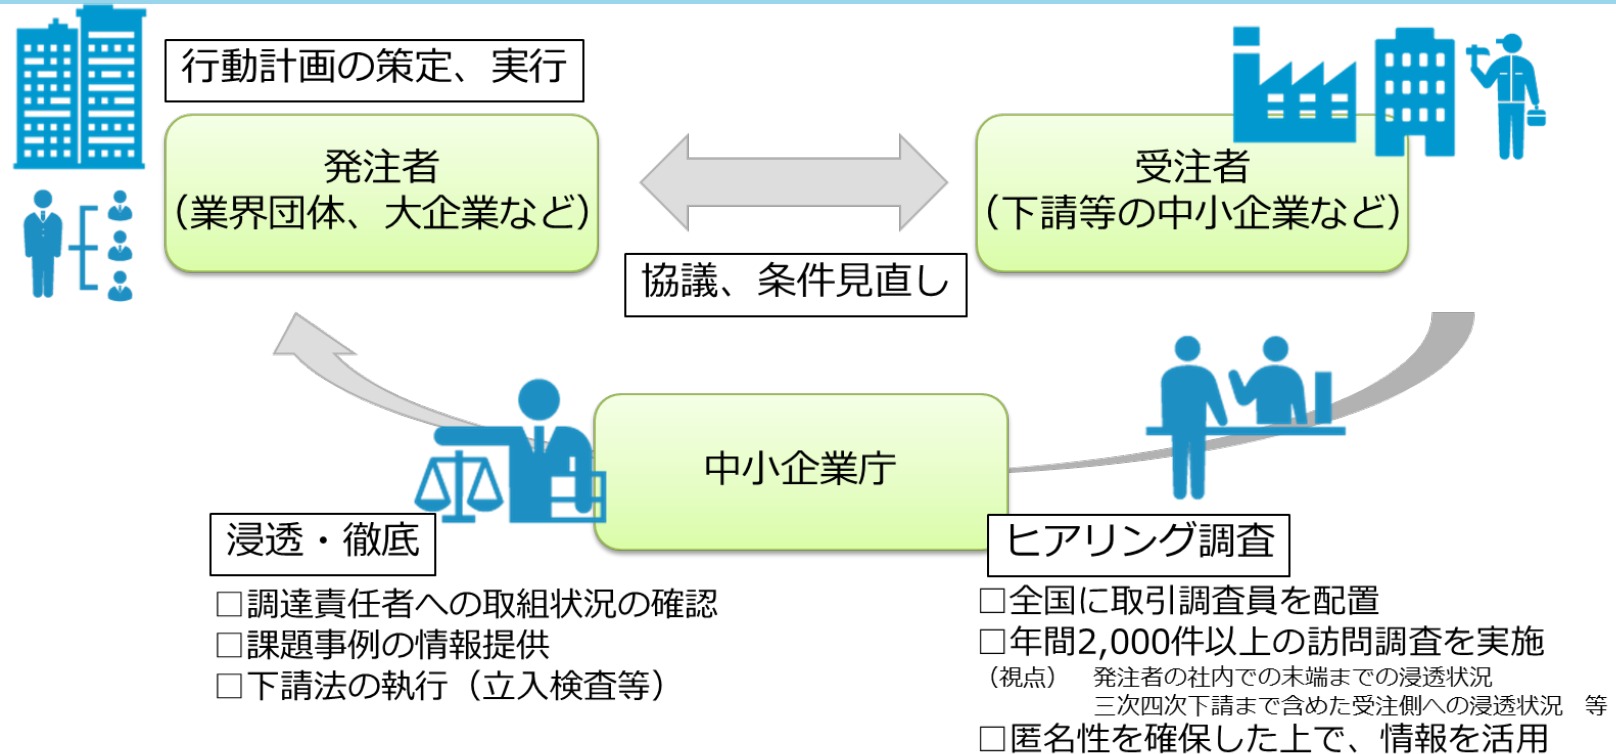 行動計画の策定、実行
発注者
（業界団体、大企業など）
受注者
（下請等の中小企業など）
協議、条件見直し
中小企業庁
浸透・徹底
□調達責任者への取組状況の確認
□課題事例の情報提供
□下請法の執行（立入検査等）
ヒアリング調査
□全国に取引調査員を配置
□年間2,000件以上の訪問調査を実施
（視点）　発注者の社内での末端までの浸透状況
三次四次下請まで含めた受注側への浸透状況　等
□匿名性を確保した上で、情報を活用